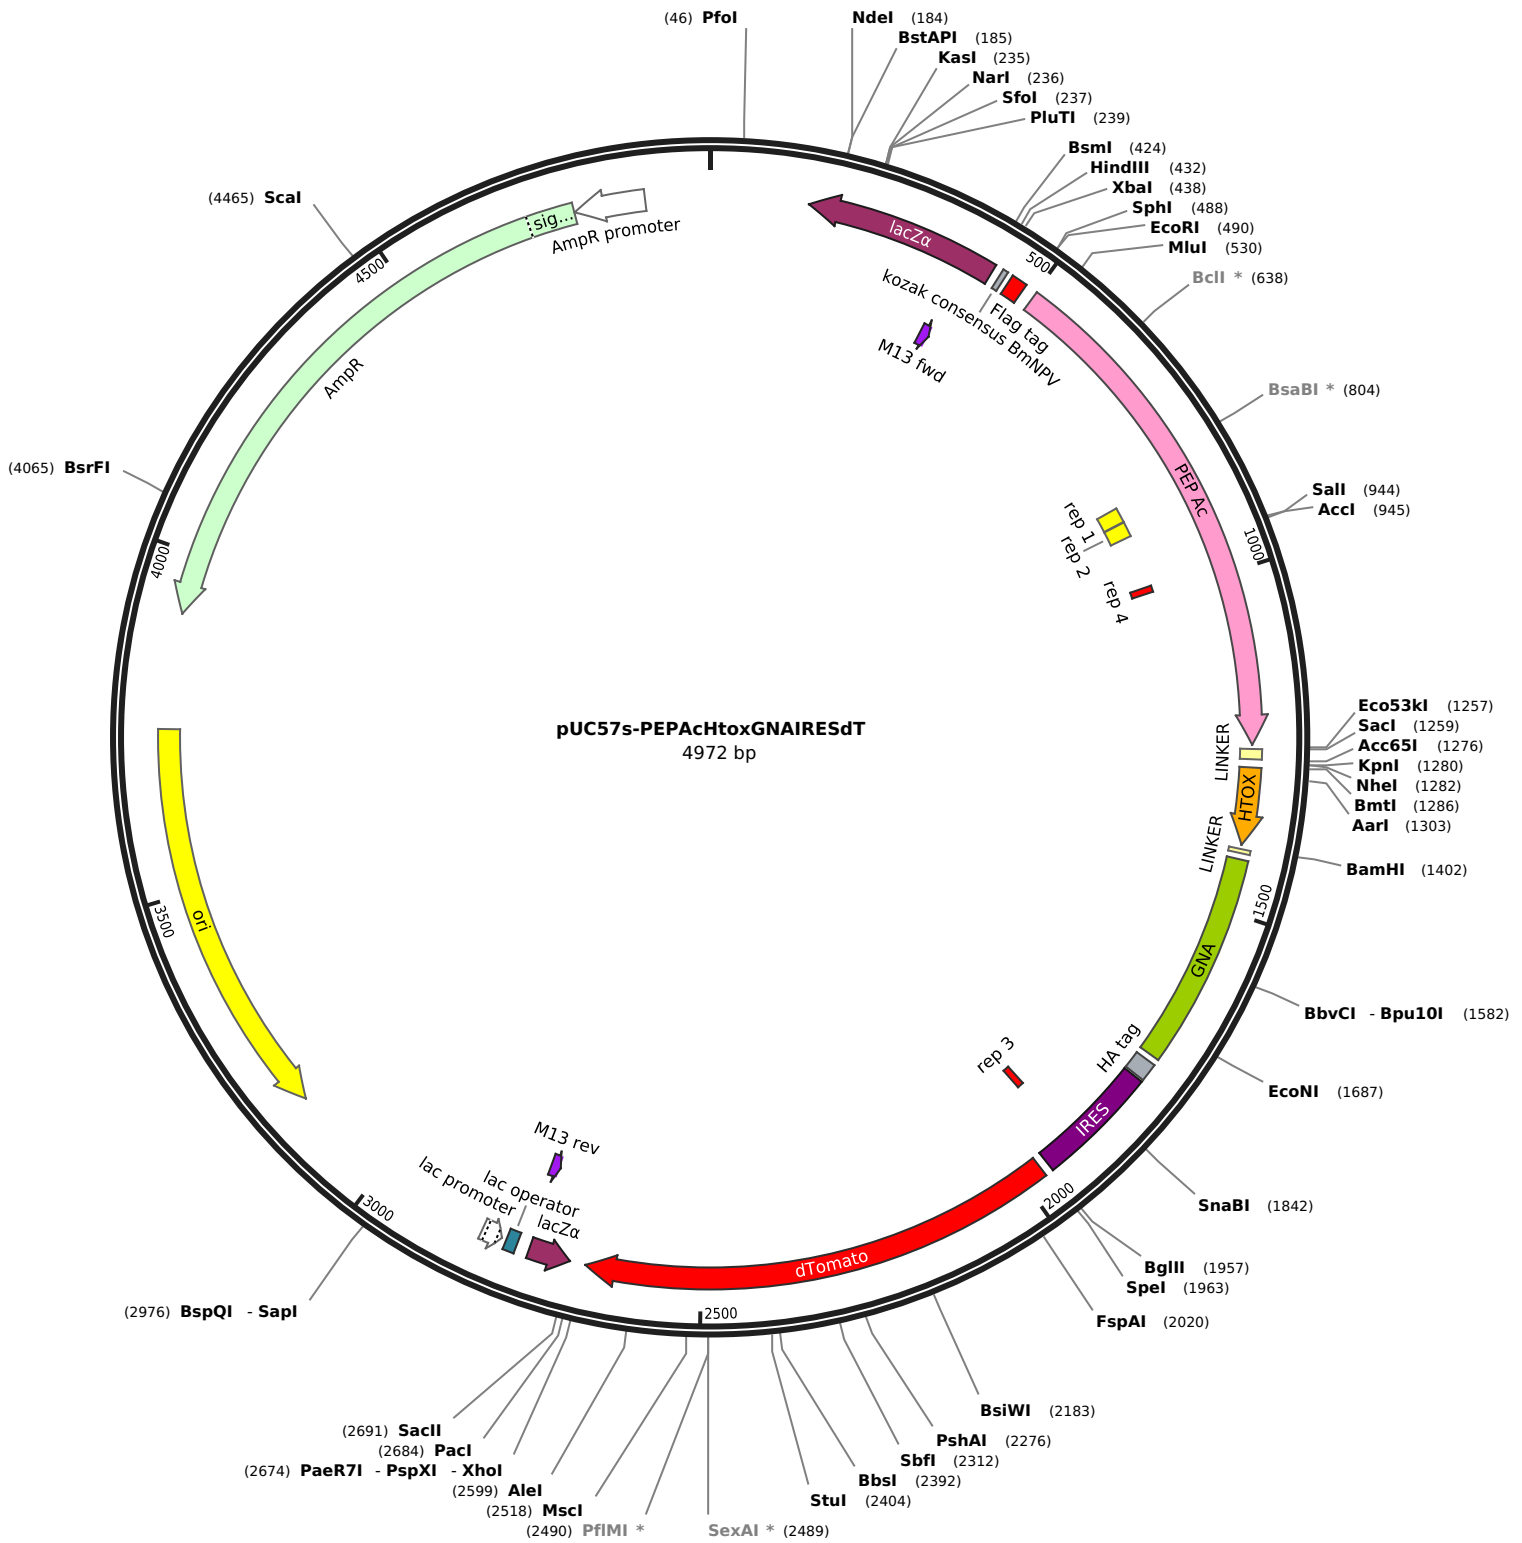 (46) PfoI
NdeI (184)
BstAPI (185)
KasI (235)
NarI (236)
SfoI (237)
PluTI (239)
BsmI (424)
HindIII (432)
XbaI (438)
SphI (488)
EcoRI (490)
MluI (530)
BclI * (638)
BsaBI * (804)
SalI (944)
AccI (945)
Eco53kI (1257)
SacI (1259)
Acc65I (1276)
KpnI (1280)
NheI (1282)
BmtI (1286)
AarI (1303)
BamHI (1402)
BbvCI - Bpu10I (1582)
EcoNI (1687)
SnaBI (1842)
BglII (1957)
SpeI (1963)
FspAI (2020)
BsiWI (2183)
PshAI (2276)
SbfI (2312)
BbsI (2392)
StuI (2404)
SexAI * (2489)
(2490) PflMI *
(2518) MscI
(2599) AleI
(2674) PaeR7I - PspXI - XhoI
(2684) PacI
(2691) SacII
(2976) BspQI - SapI
(4065) BsrFI
(4465) ScaI
500
1000
1500
2000
2500
3000
3500
4000
4500
lacZα
kozak consensus BmNPV
Flag tag
M13 fwd
PEP Ac
rep 1
rep 2
rep 4
LINKER
HTOX
LINKER
GNA
HA tag
rep 3
IRES
dTomato
lacZα
lac operator
lac promoter
M13 rev
ori
AmpR
sig...
AmpR promoter
pUC57s-PEPAcHtoxGNAIRESdT
4972 bp